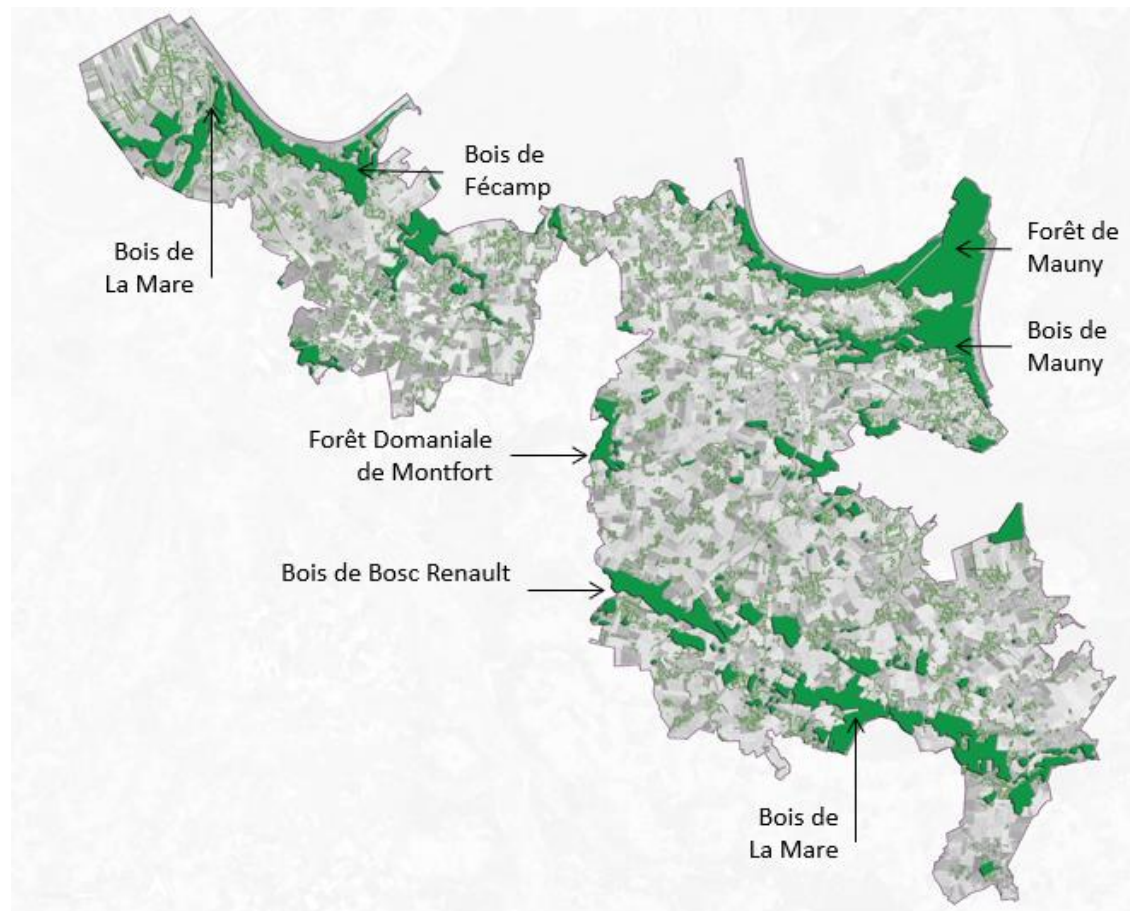 Bois de
Fécamp
Bois de
La Mare
Forêt de
Mauny
Bois de
Mauny
Forêt Domaniale
de Montfort
Bois de Bosc Renault
Bois de
La Mare